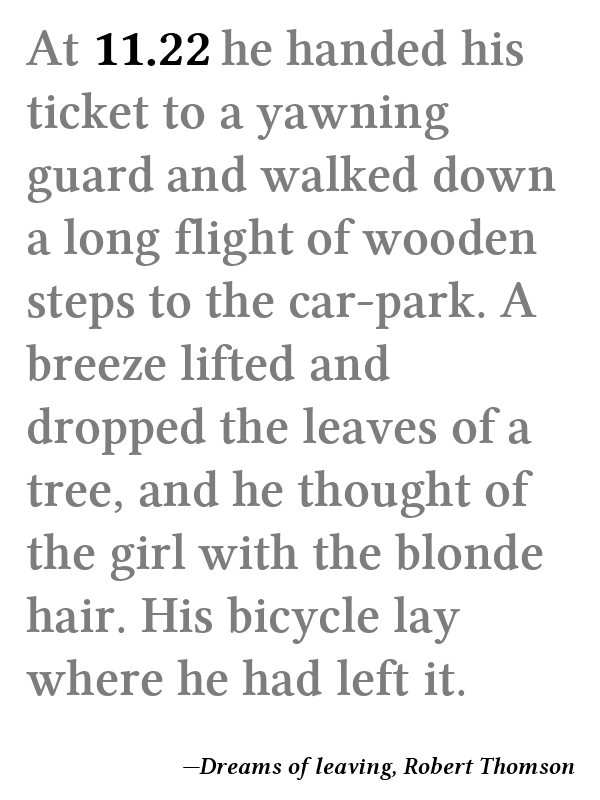 At 11.22 he handed his
ticket to a yawning
guard and walked down
a long flight of wooden
steps to the car-park. A
breeze lifted and
dropped the leaves of a
tree, and he thought of
the girl with the blonde
hair. His bicycle lay
where he had left it.
—Dreams of leaving, Robert Thomson